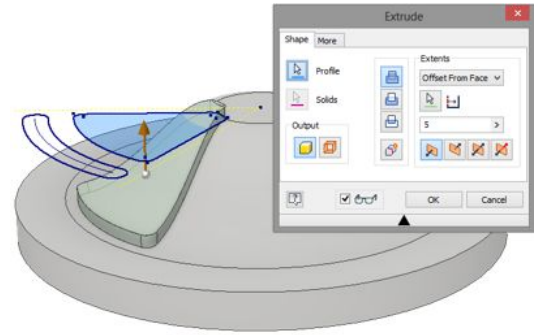 Extrude
Shape More
Profile
Solids
Output
Extents
Offset From Face
5
OK Cancel